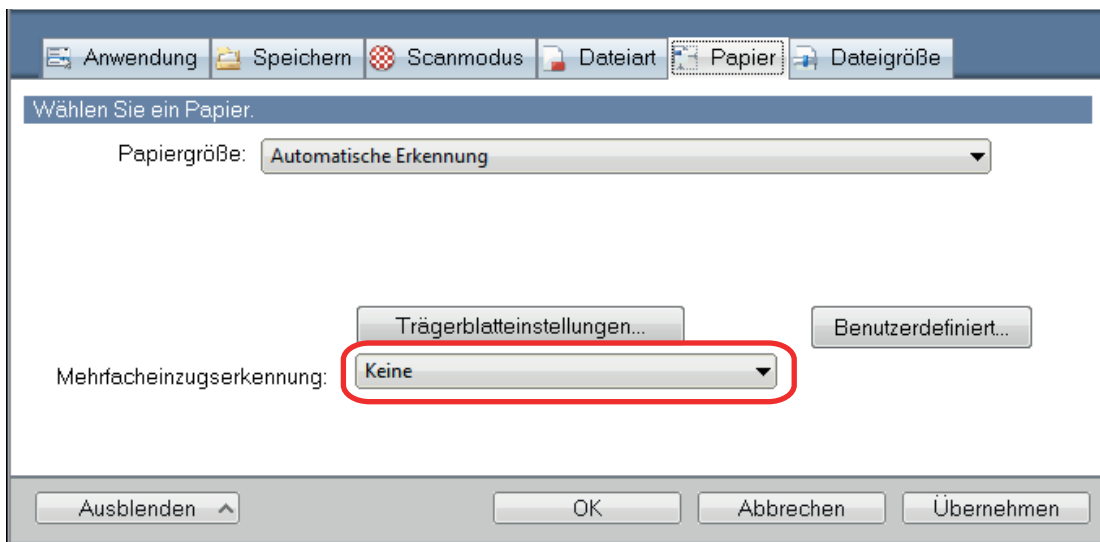 Anwendung Speichern Scanmodus Dateiart Papier Dateigröße
Wählen Sie ein Papier.
Papiergröße: Automatische Erkennung
Trägerblatteinstellungen... Benutzerdefiniert...
Mehrfacheinzugserkennung: Keine
Ausblenden OK Abbrechen Übernehmen